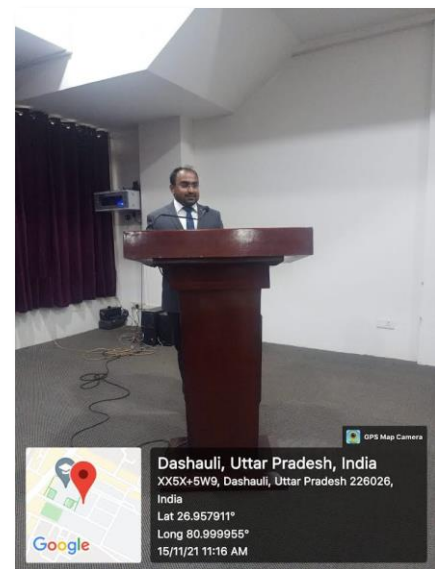 GPS Map Camera
Dashauli, Uttar Pradesh, India
XX5X+5W9, Dashauli, Uttar Pradesh 226026,
India
Lat 26.957911°
Long 80.999955°
15/11/21 11:16 AM
Google